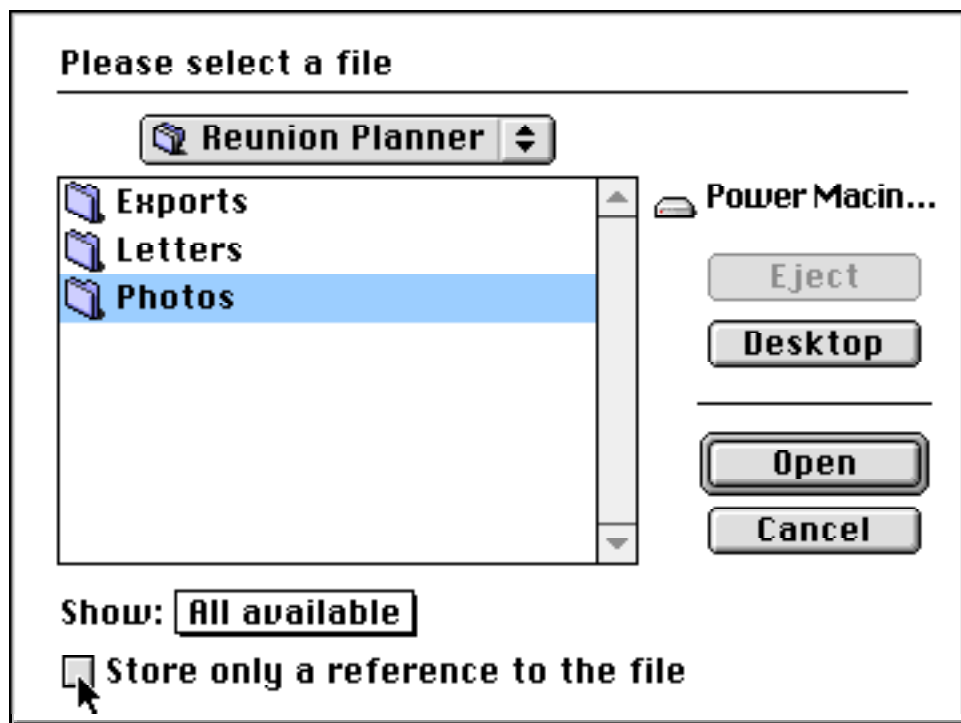 Please select a file
Reunion Planner
Exports
Letters
Photos
Power Macin...
Eject
Desktop
Open
Cancel
Show: All available
Store only a reference to the file